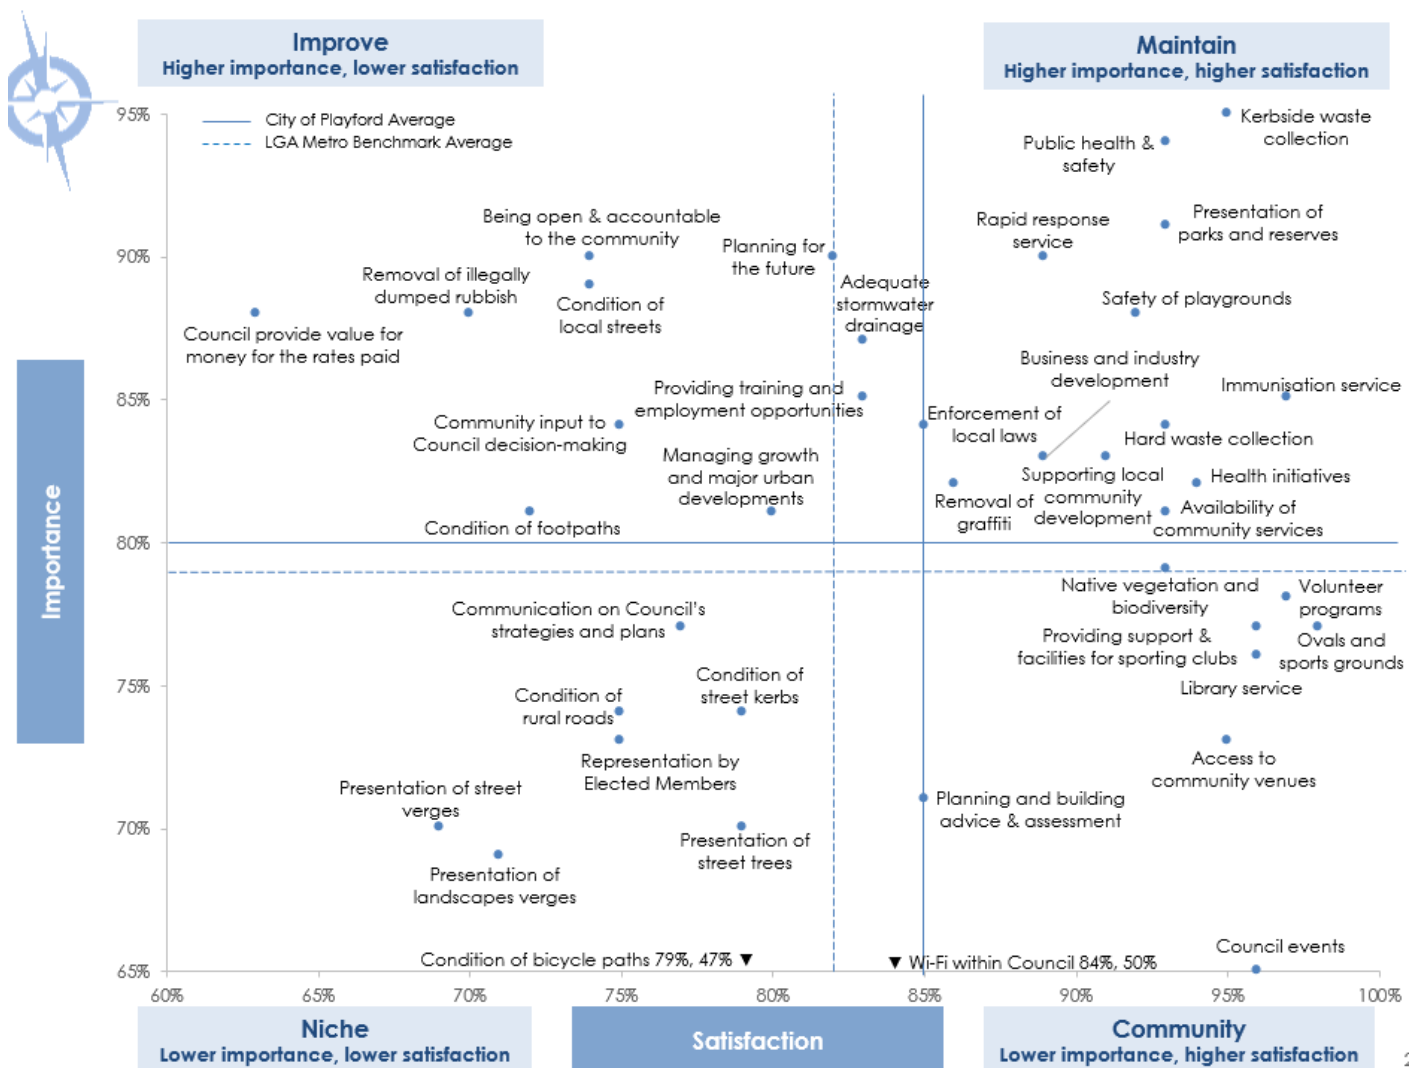 Improve
Higher importance, lower satisfaction
Maintain
Higher importance, higher satisfaction
City of Playford Average
LGA Metro Benchmark Average
95%
90%
85%
80%
75%
70%
65%
Importance
Kerbside waste
collection
Public health &
safety
Presentation of
parks and reserves
Rapid response
service
Being open & accountable
to the community
Planning for
the future
Removal of illegally
dumped rubbish
Condition of
local streets
Adequate
stormwater
drainage
Safety of playgrounds
Council provide value for
money for the rates paid
Business and industry
development
Immunisation service
Providing training and
employment opportunities
Community input to
Council decision-making
Enforcement of
local laws
Hard waste collection
Managing growth
and major urban
developments
Supporting local
community
development
Health initiatives
Removal of
graffiti
Availability of
community services
Condition of footpaths
Native vegetation and
biodiversity
Volunteer
programs
Communication on Council's
strategies and plans
Providing support &
facilities for sporting clubs
Ovals and
sports grounds
Library service
Condition of
street kerbs
Condition of
rural roads
Representation by
Elected Members
Access to
community venues
Presentation of street
verges
Planning and building
advice & assessment
Presentation of
street trees
Presentation of
landscapes verges
Council events
Condition of bicycle paths 79%, 47% ▼
▼ Wi-Fi within Council 84%, 50%
60%
65%
70%
75%
80%
85%
90%
95%
100%
Niche
Lower importance, lower satisfaction
Satisfaction
Community
Lower importance, higher satisfaction